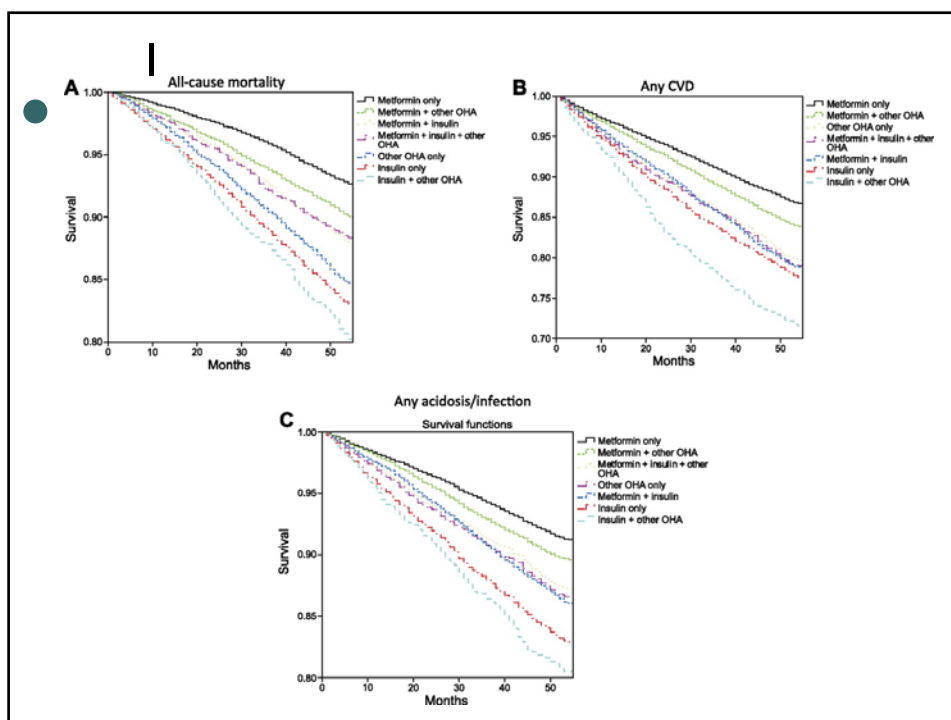 A
All-cause mortality
Survival
1.00
0.95
0.90
0.85
0.80
0
10
20
30
40
50
Months
Metformin only
Metformin + other OHA
Metformin + insulin
Metformin + insulin + other
OHA
Other OHA only
Insulin only
Insulin + other OHA
B
Any CVD
Survival
1.00
0.95
0.90
0.85
0.80
0.75
0.70
0
10
20
30
40
50
Months
Metformin only
Metformin + other OHA
Other OHA only
Metformin + insulin + other
OHA
Metformin + insulin
Insulin only
Insulin + other OHA
Any acidosis/infection
C
Survival functions
Survival
1.00
0.95
0.90
0.85
0.80
0
10
20
30
40
50
Months
Metformin only
Metformin + other OHA
Metformin + insulin + other
OHA
Other OHA only
Metformin + insulin
Insulin only
Insulin + other OHA